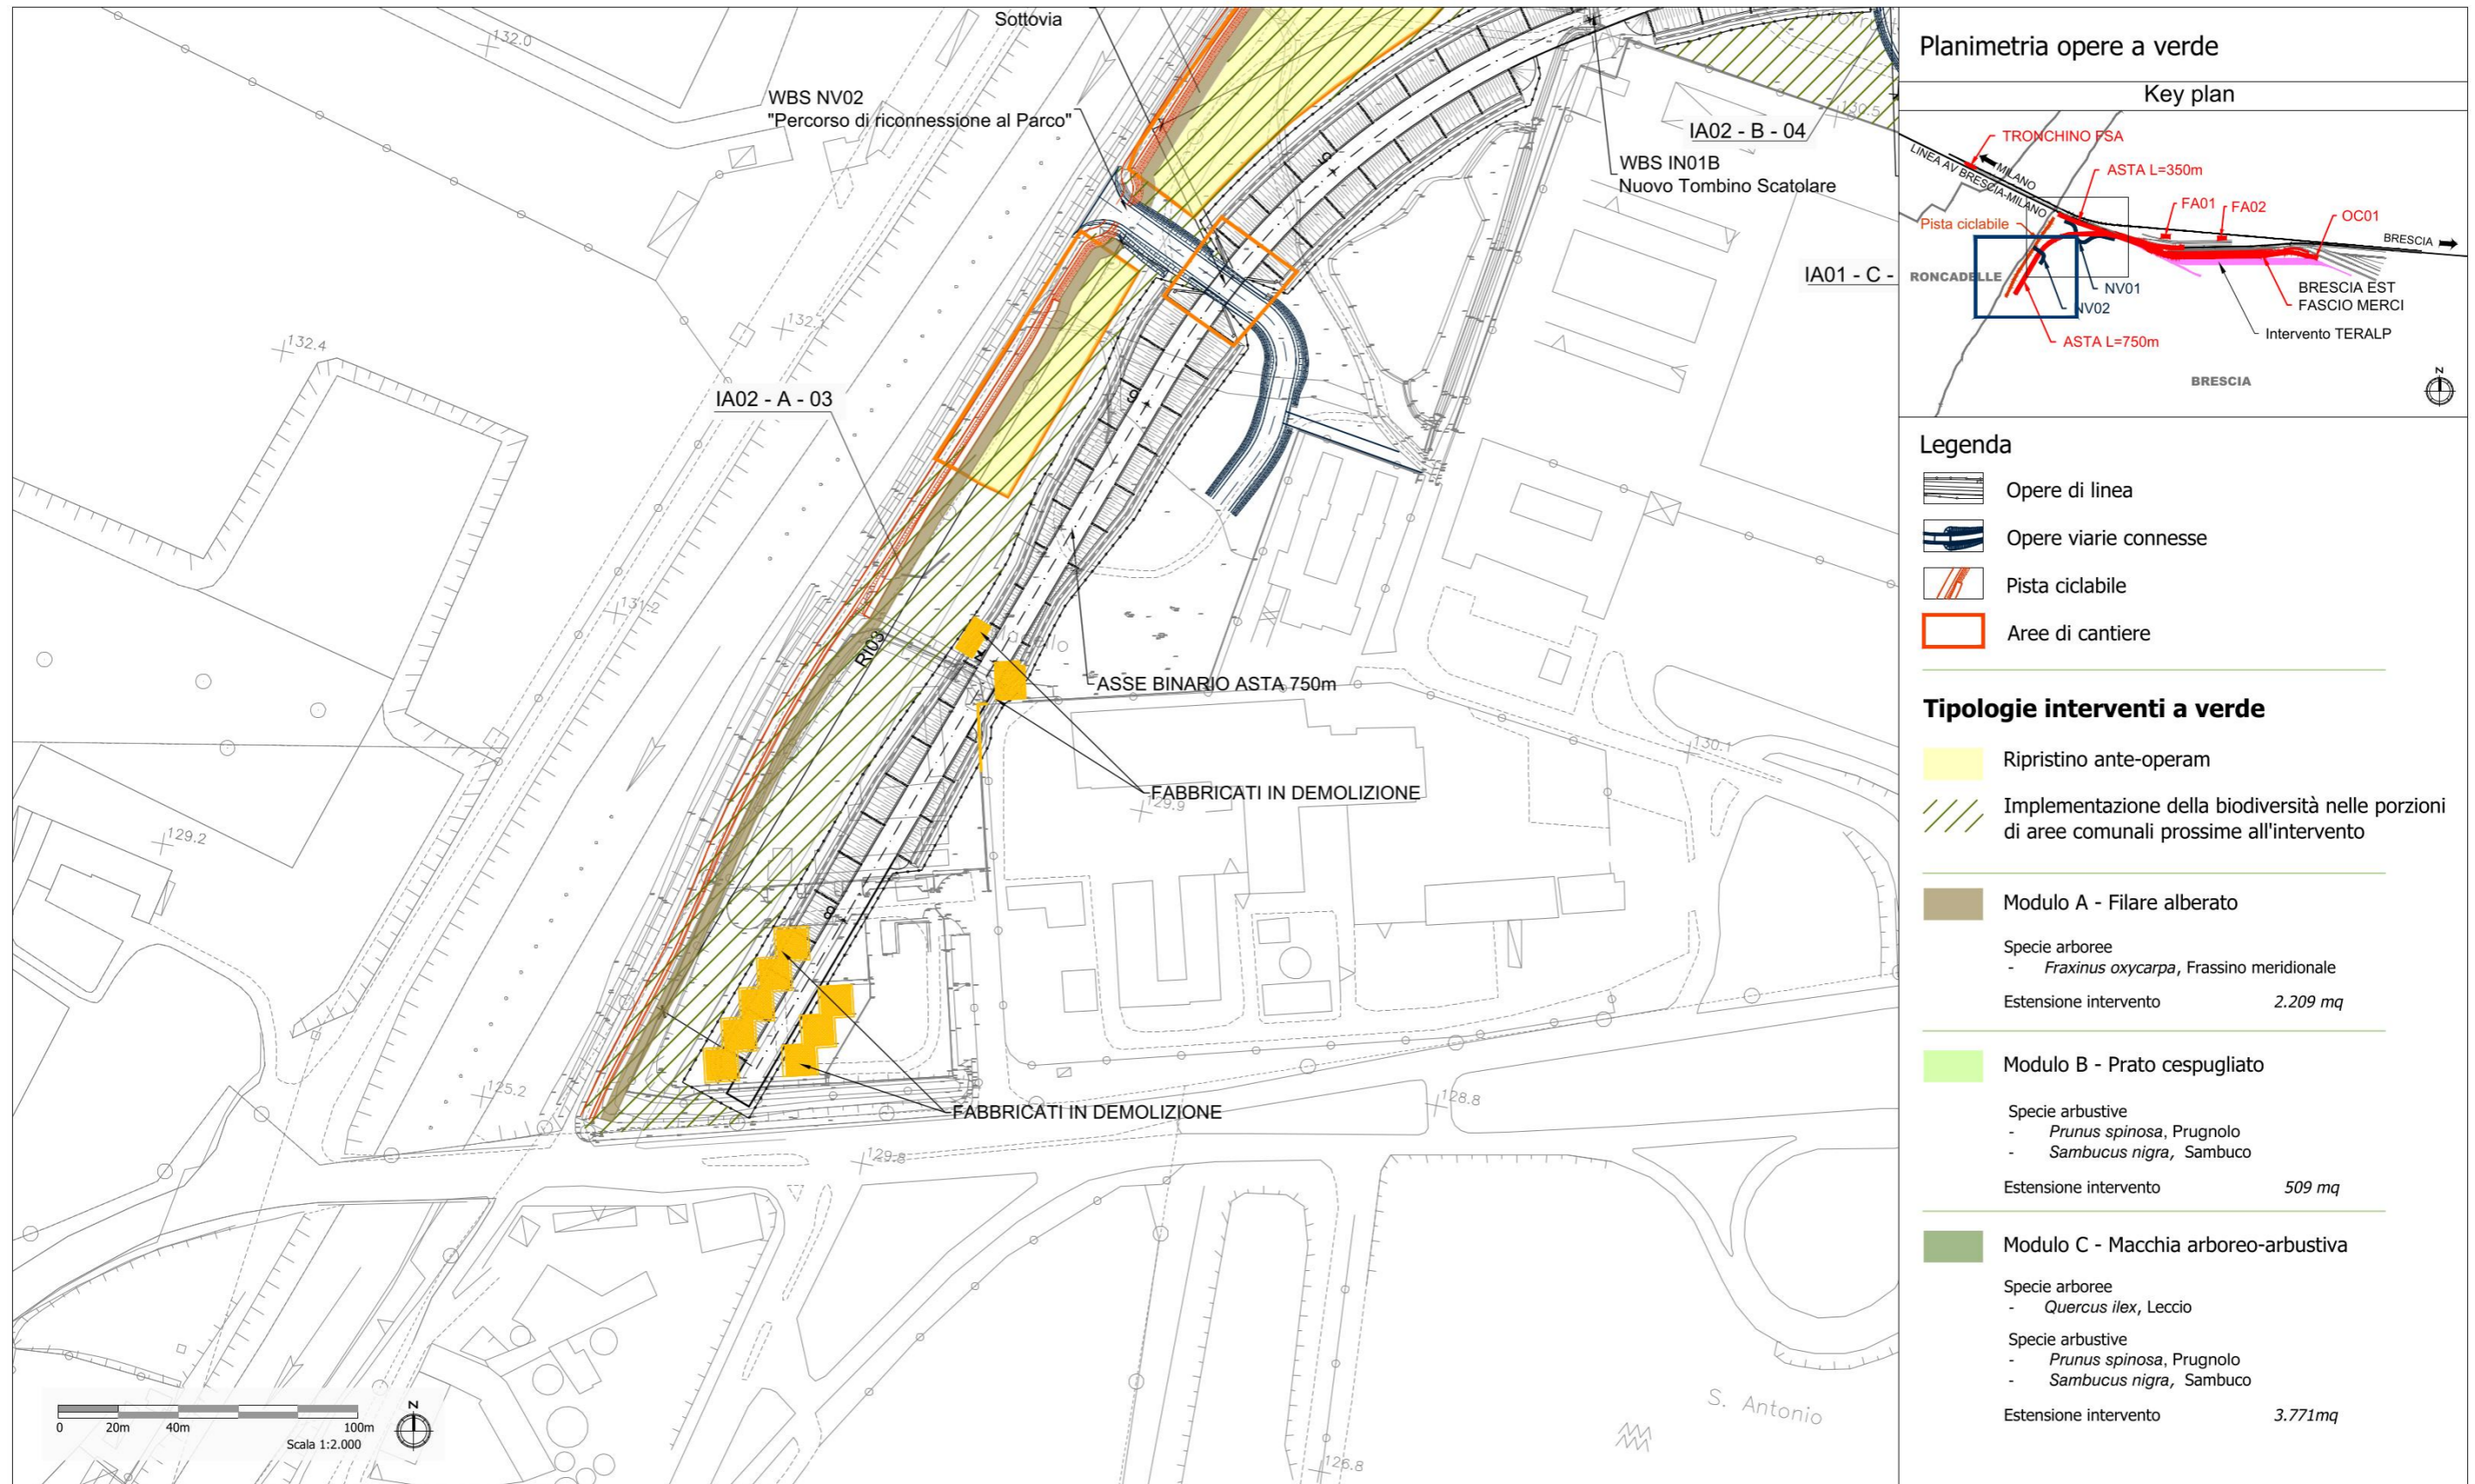 Sottovia
132.0
WBS NV02
"Percorso di riconnessione al Parco"
IA02 - B - 04
130.5
WBS IN01B
Nuovo Tombino Scatolare
IA01 - C -
132.4
132.1
IA02 - A - 03
9
131.2
RI03
ASSE BINARIO ASTA 750m
130.1
FABBRICATI IN DEMOLIZIONE
129.9
129.2
8
125.2
FABBRICATI IN DEMOLIZIONE
128.8
129.8
S. Antonio
126.8
0
20m
40m
100m
Scala 1:2.000
N
Planimetria opere a verde
Key plan
TRONCHINO FSA
MILANO
LINEA AV BRESCIA-MILANO
ASTA L=350m
FA01
FA02
OC01
Pista ciclabile
BRESCIA
RONCADELLE
NV01
NV02
BRESCIA EST
FASCIO MERCI
Intervento TERALP
ASTA L=750m
BRESCIA
N
Legenda
Opere di linea
Opere viarie connesse
Pista ciclabile
Aree di cantiere
Tipologie interventi a verde
Ripristino ante-operam
Implementazione della biodiversità nelle porzioni
di aree comunali prossime all'intervento
Modulo A - Filare alberato
Specie arboree
- Fraxinus oxycarpa, Frassino meridionale
Estensione intervento 2.209 mq
Modulo B - Prato cespugliato
Specie arbustive
- Prunus spinosa, Prugnolo
- Sambucus nigra, Sambuco
Estensione intervento 509 mq
Modulo C - Macchia arboreo-arbustiva
Specie arboree
- Quercus ilex, Leccio
Specie arbustive
- Prunus spinosa, Prugnolo
- Sambucus nigra, Sambuco
Estensione intervento 3.771mq